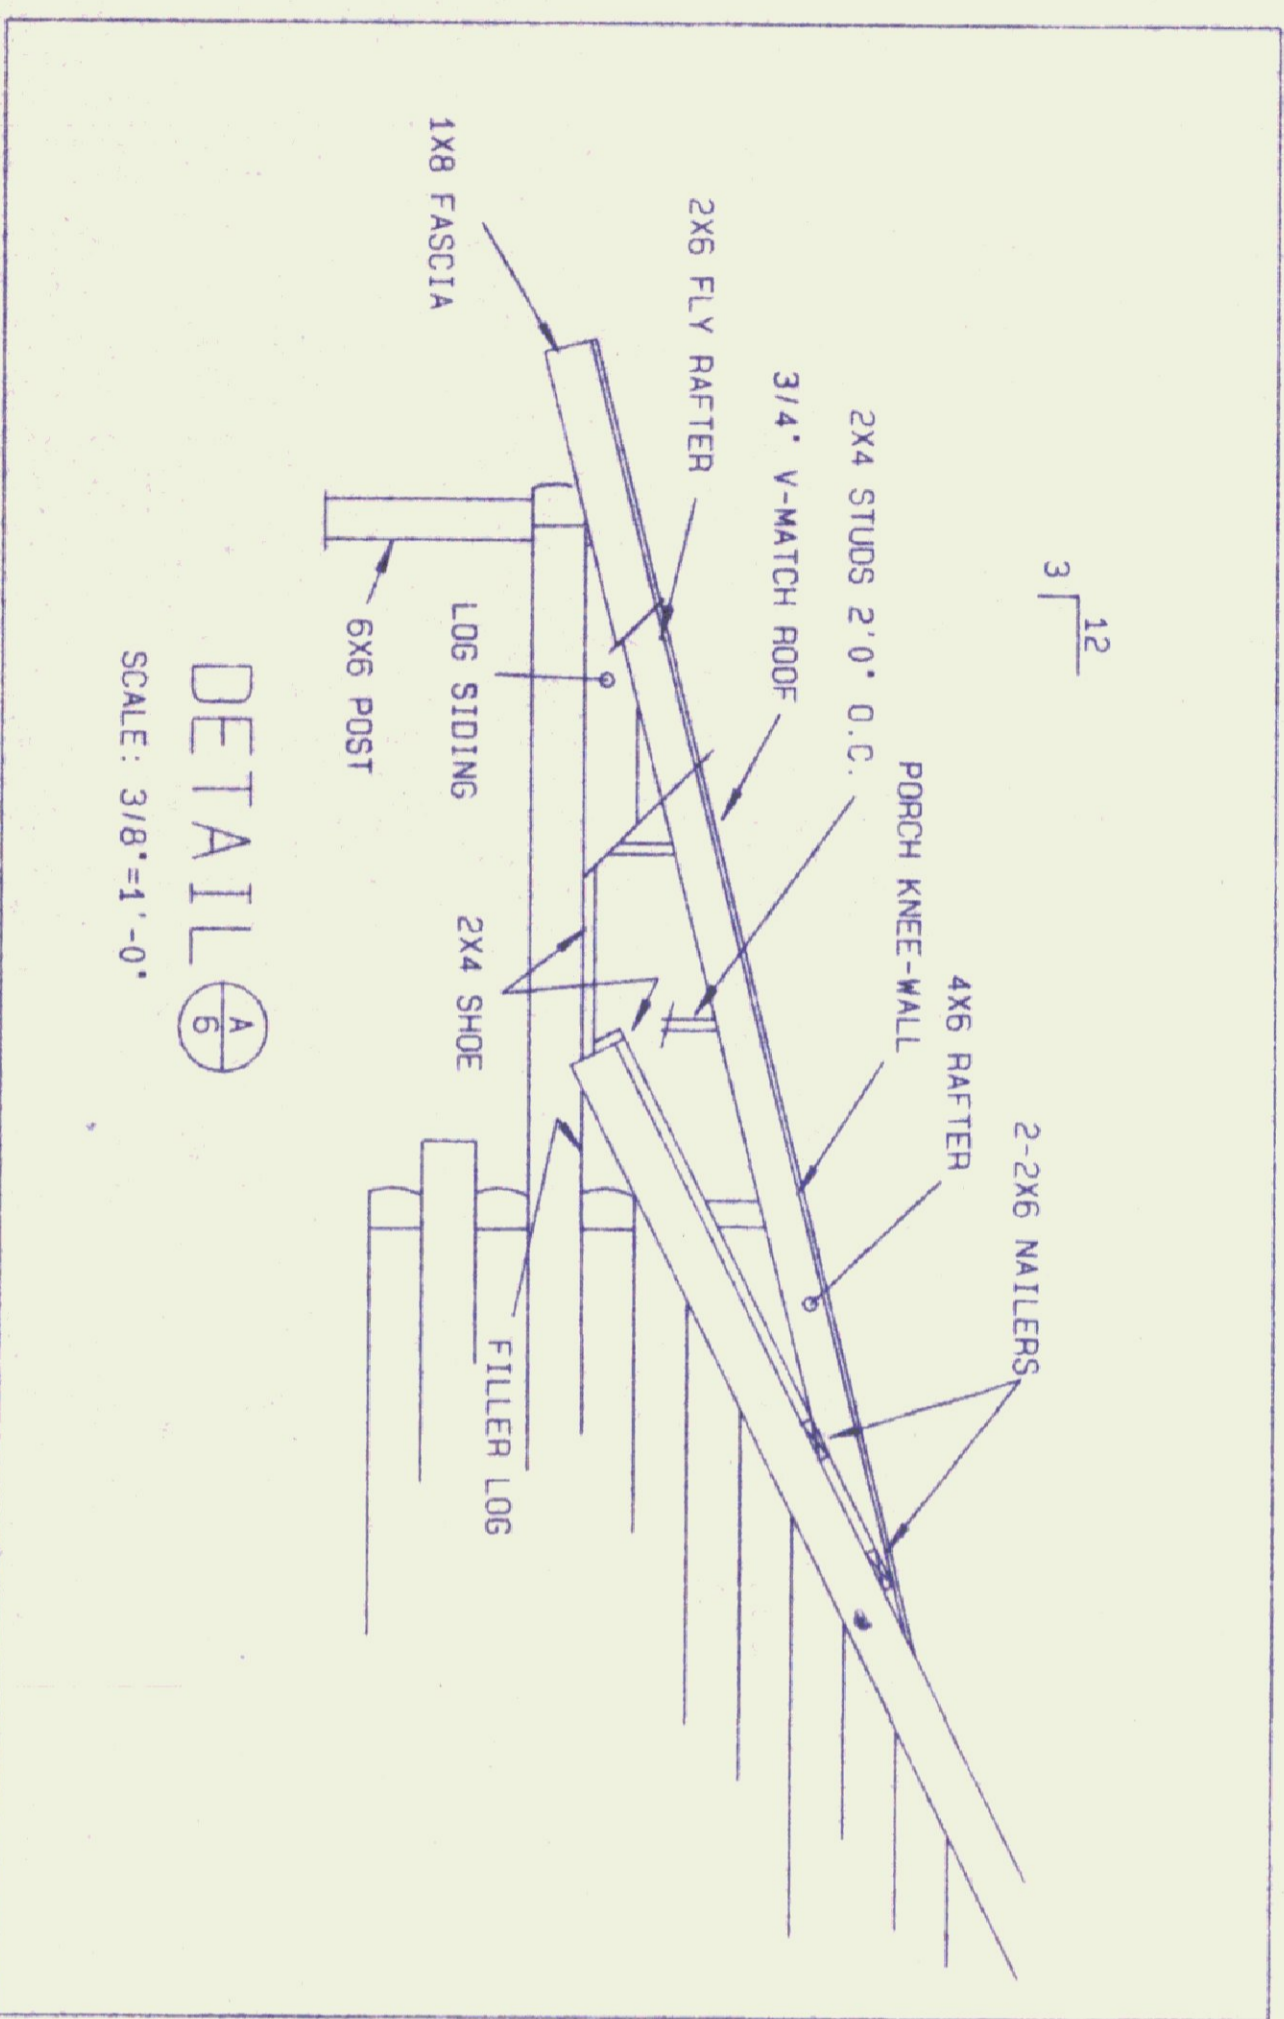 3
12
2-2X6 NAILERS
4X6 RAFTER
PORCH KNEE-WALL
2X4 STUDS 2'0" O.C.
3/4" V-MATCH ROOF
2X6 FLY RAFTER
1X8 FASCIA
FILLER LOG
2X4 SHOE
LOG SIDING
6X6 POST
DETAIL
A
6
SCALE: 3/8"=1'-0"